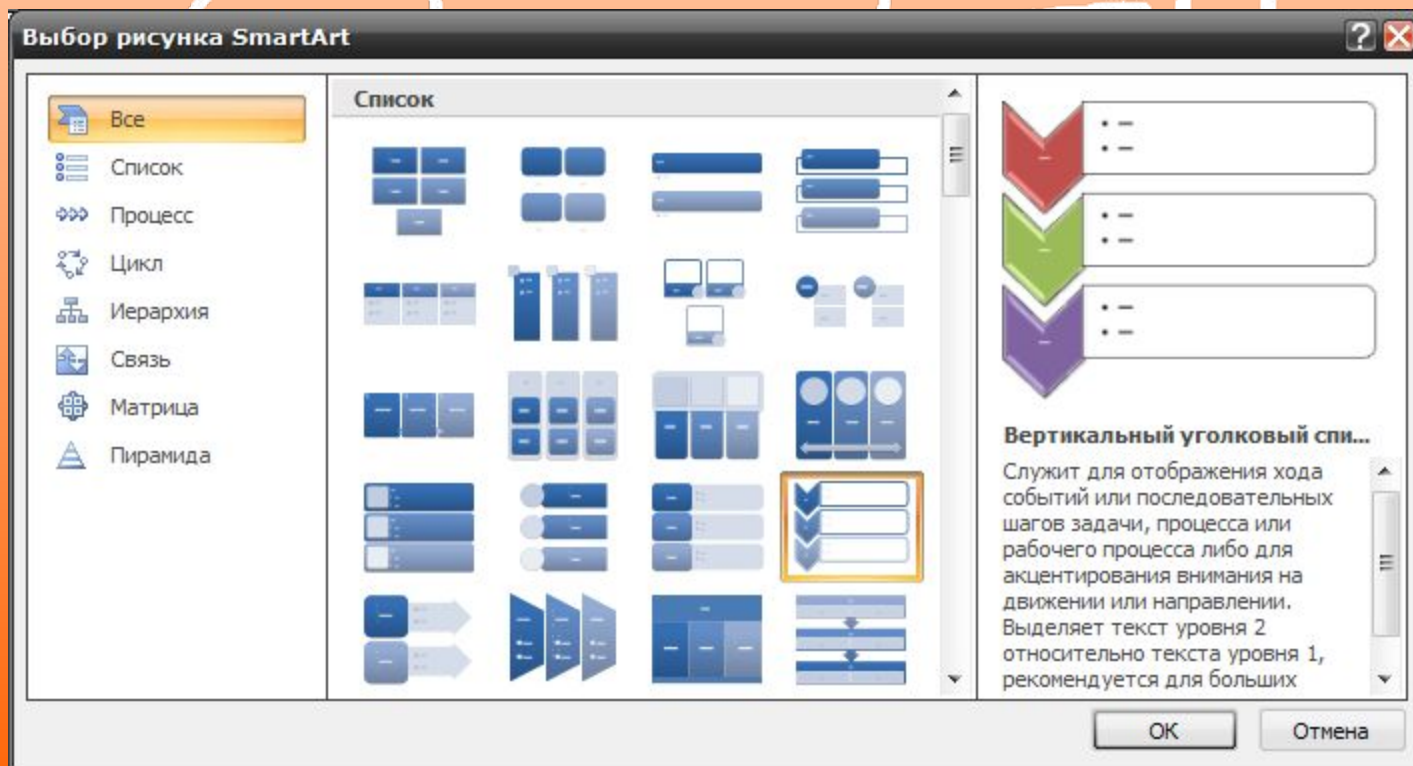 Выбор рисунка SmartArt
Все
Список
Процесс
Цикл
Иерархия
Связь
Матрица
Пирамида
Список
Вертикальный уголковый спи...
Служит для отображения хода
событий или последовательных
шагов задачи, процесса или
рабочего процесса либо для
акцентирования внимания на
движении или направлении.
Выделяет текст уровня 2
относительно текста уровня 1,
рекомендуется для больших
ОК
Отмена